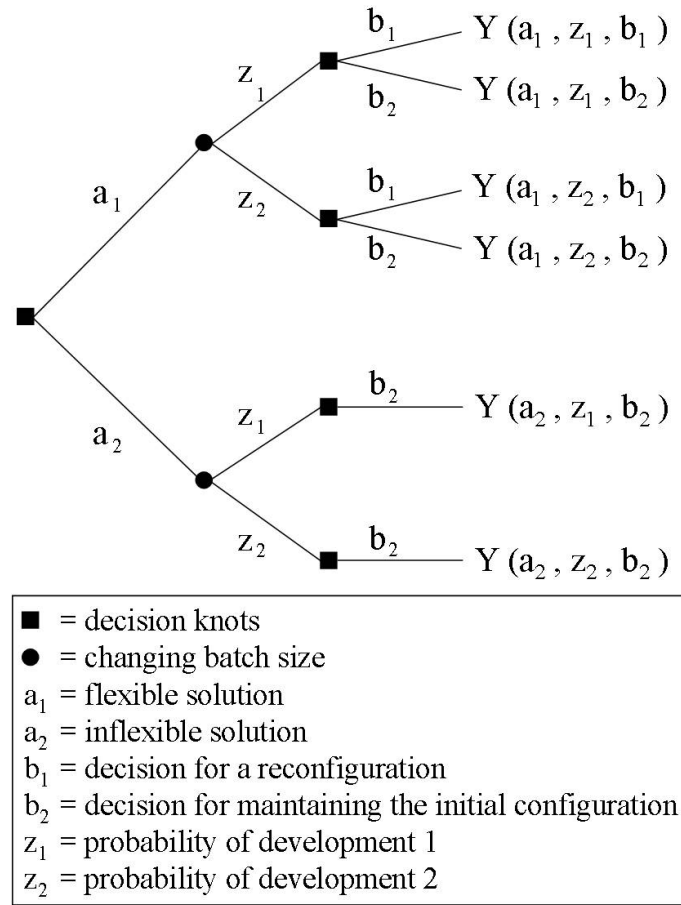 b₁ Y (a₁ , z₁ , b₁ )
z₁
b₂ Y (a₁ , z₁ , b₂ )
a₁
z₂
b₁ Y (a₁ , z₂ , b₁ )
b₂ Y (a₁ , z₂ , b₂ )
a₂
z₁
b₂ Y (a₂ , z₁ , b₂ )
z₂
b₂ Y (a₂ , z₂ , b₂ )
■ = decision knots
● = changing batch size
a₁ = flexible solution
a₂ = inflexible solution
b₁ = decision for a reconfiguration
b₂ = decision for maintaining the initial configuration
z₁ = probability of development 1
z₂ = probability of development 2